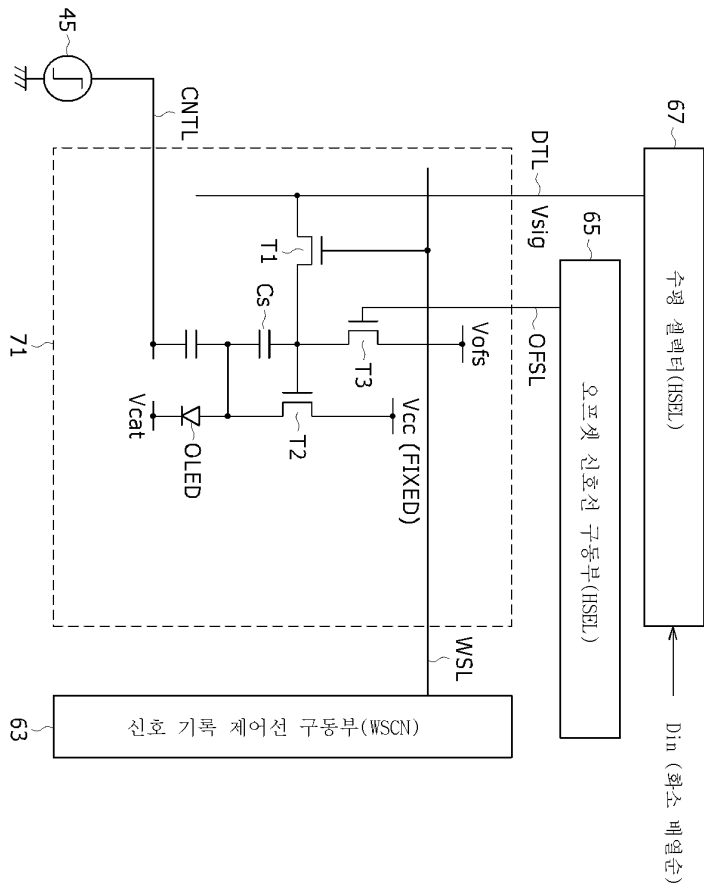 45
CNTL
67
DTL
Vsig
65
수평 셀렉터(HSEL)
T1
Cs
OFSL
Vofs
T3
오프셋 신호선 구동부(HSEL)
71
Vcat
OLED
T2
Vcc (FIXED)
WSL
63
신호 기록 제어선 구동부(WSCN)
Din (화소 배열순)